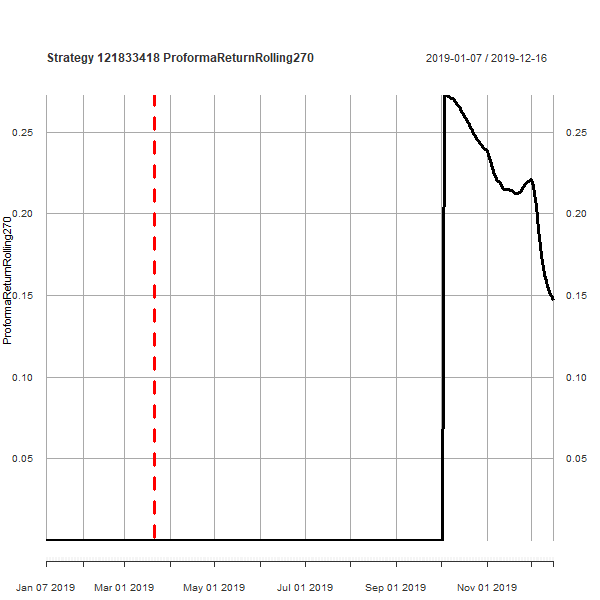 Strategy 121833418 ProformaReturnRolling270
2019-01-07 / 2019-12-16
ProformaReturnRolling270
0.25
0.25
0.20
0.20
0.15
0.15
0.10
0.10
0.05
0.05
Jan 07 2019
Mar 01 2019
May 01 2019
Jul 01 2019
Sep 01 2019
Nov 01 2019